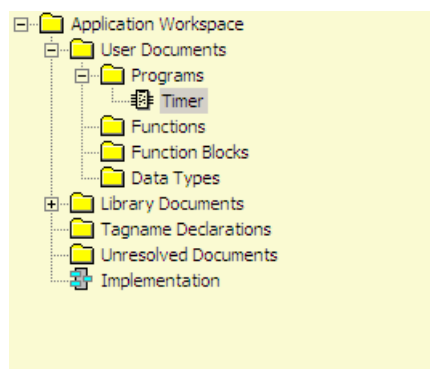 Application Workspace
User Documents
Programs
Timer
Functions
Function Blocks
Data Types
Library Documents
Tagname Declarations
Unresolved Documents
Implementation